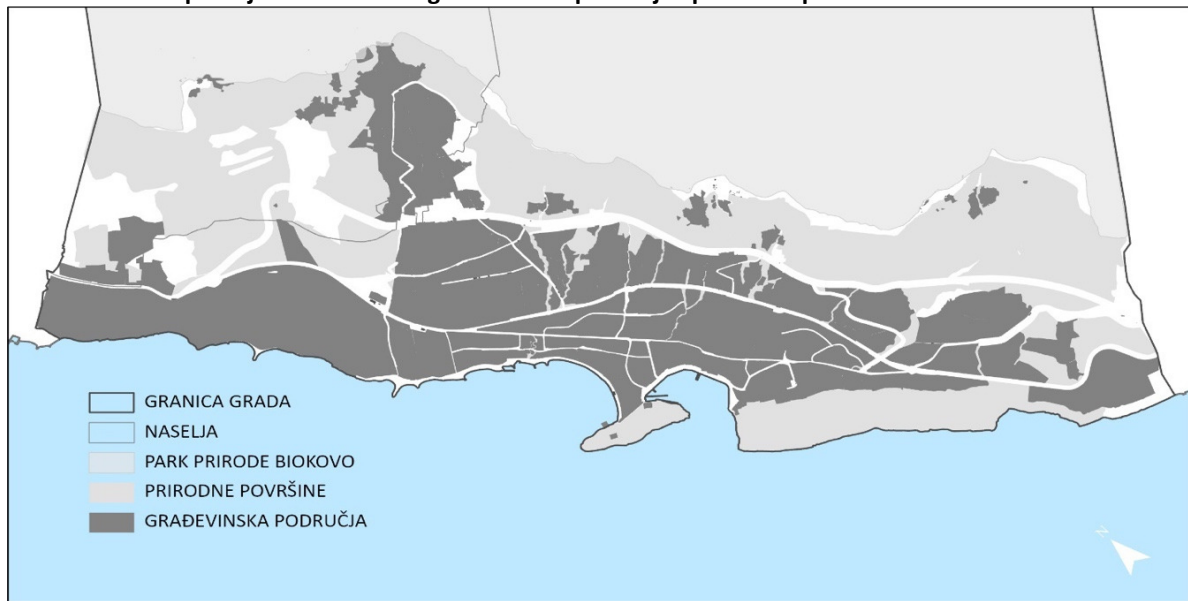 GRANICA GRADA
NASELJA
PARK PRIRODE BIOKOVO
PRIRODNE POVRŠINE
GRAĐEVINSKA PODRUČJA
N